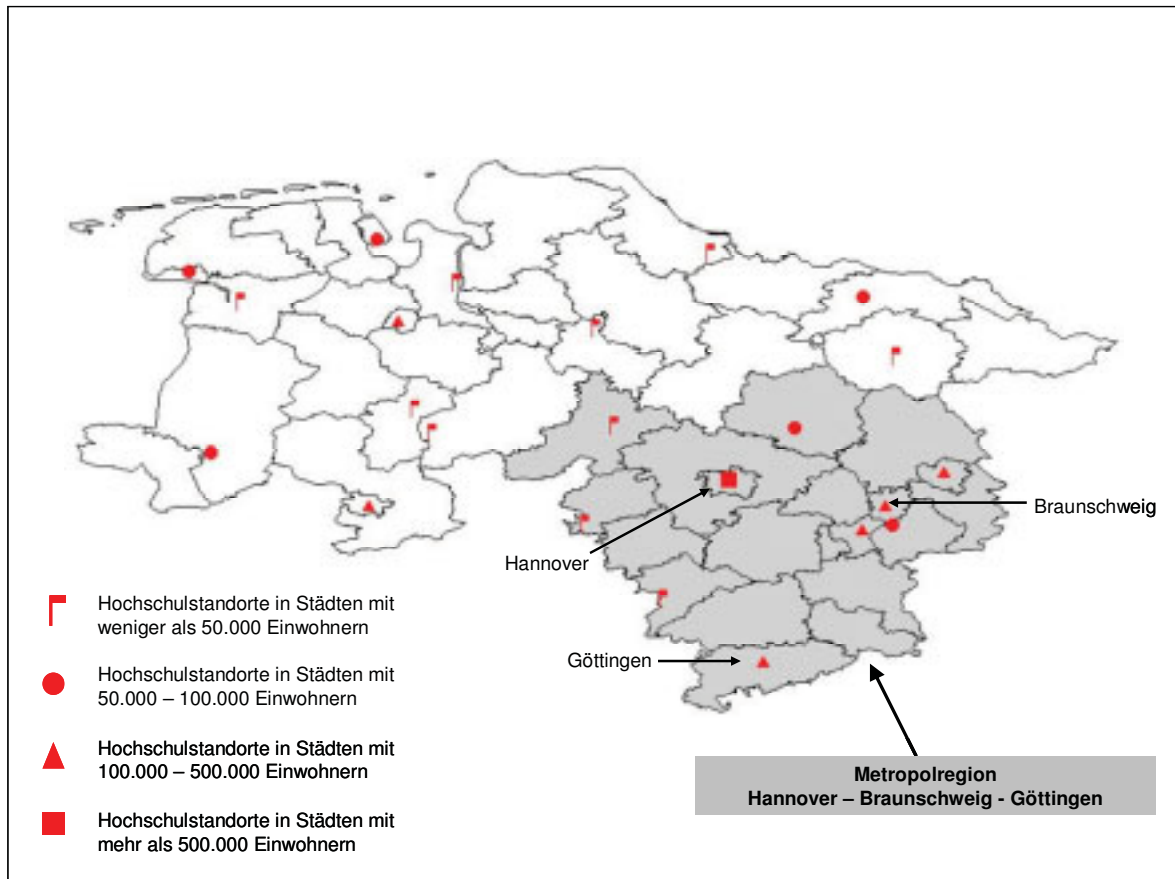 Braunschweig
Hannover
Göttingen
Hochschulstandorte in Städten mit
weniger als 50.000 Einwohnern
Hochschulstandorte in Städten mit
50.000 – 100.000 Einwohnern
Hochschulstandorte in Städten mit
100.000 – 500.000 Einwohnern
Hochschulstandorte in Städten mit
mehr als 500.000 Einwohnern
Metropolregion
Hannover – Braunschweig - Göttingen